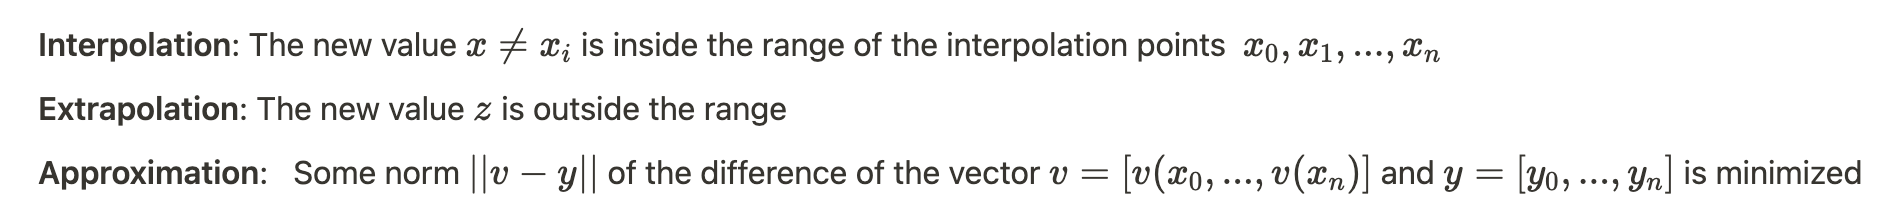 Interpolation: The new value x ≠ xᵢ is inside the range of the interpolation points x₀, x₁, ..., xₙ
Extrapolation: The new value z is outside the range
Approximation: Some norm ||v − y|| of the difference of the vector v = [v(x₀, ..., v(xₙ)] and y = [y₀, ..., yₙ] is minimized